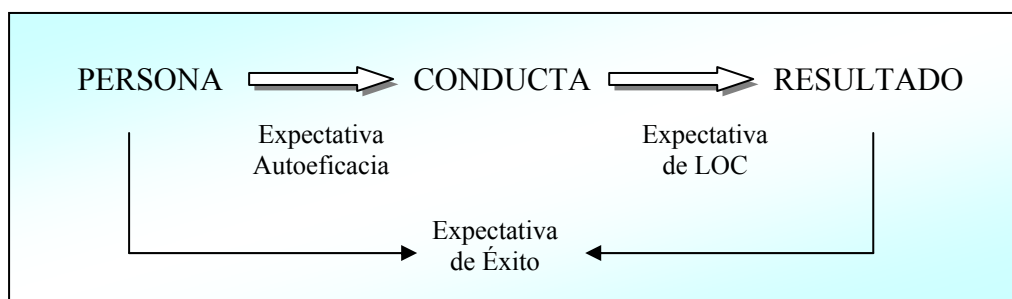 PERSONA CONDUCTA RESULTADO
Expectativa
Autoeficacia
Expectativa
de LOC
Expectativa
de Éxito